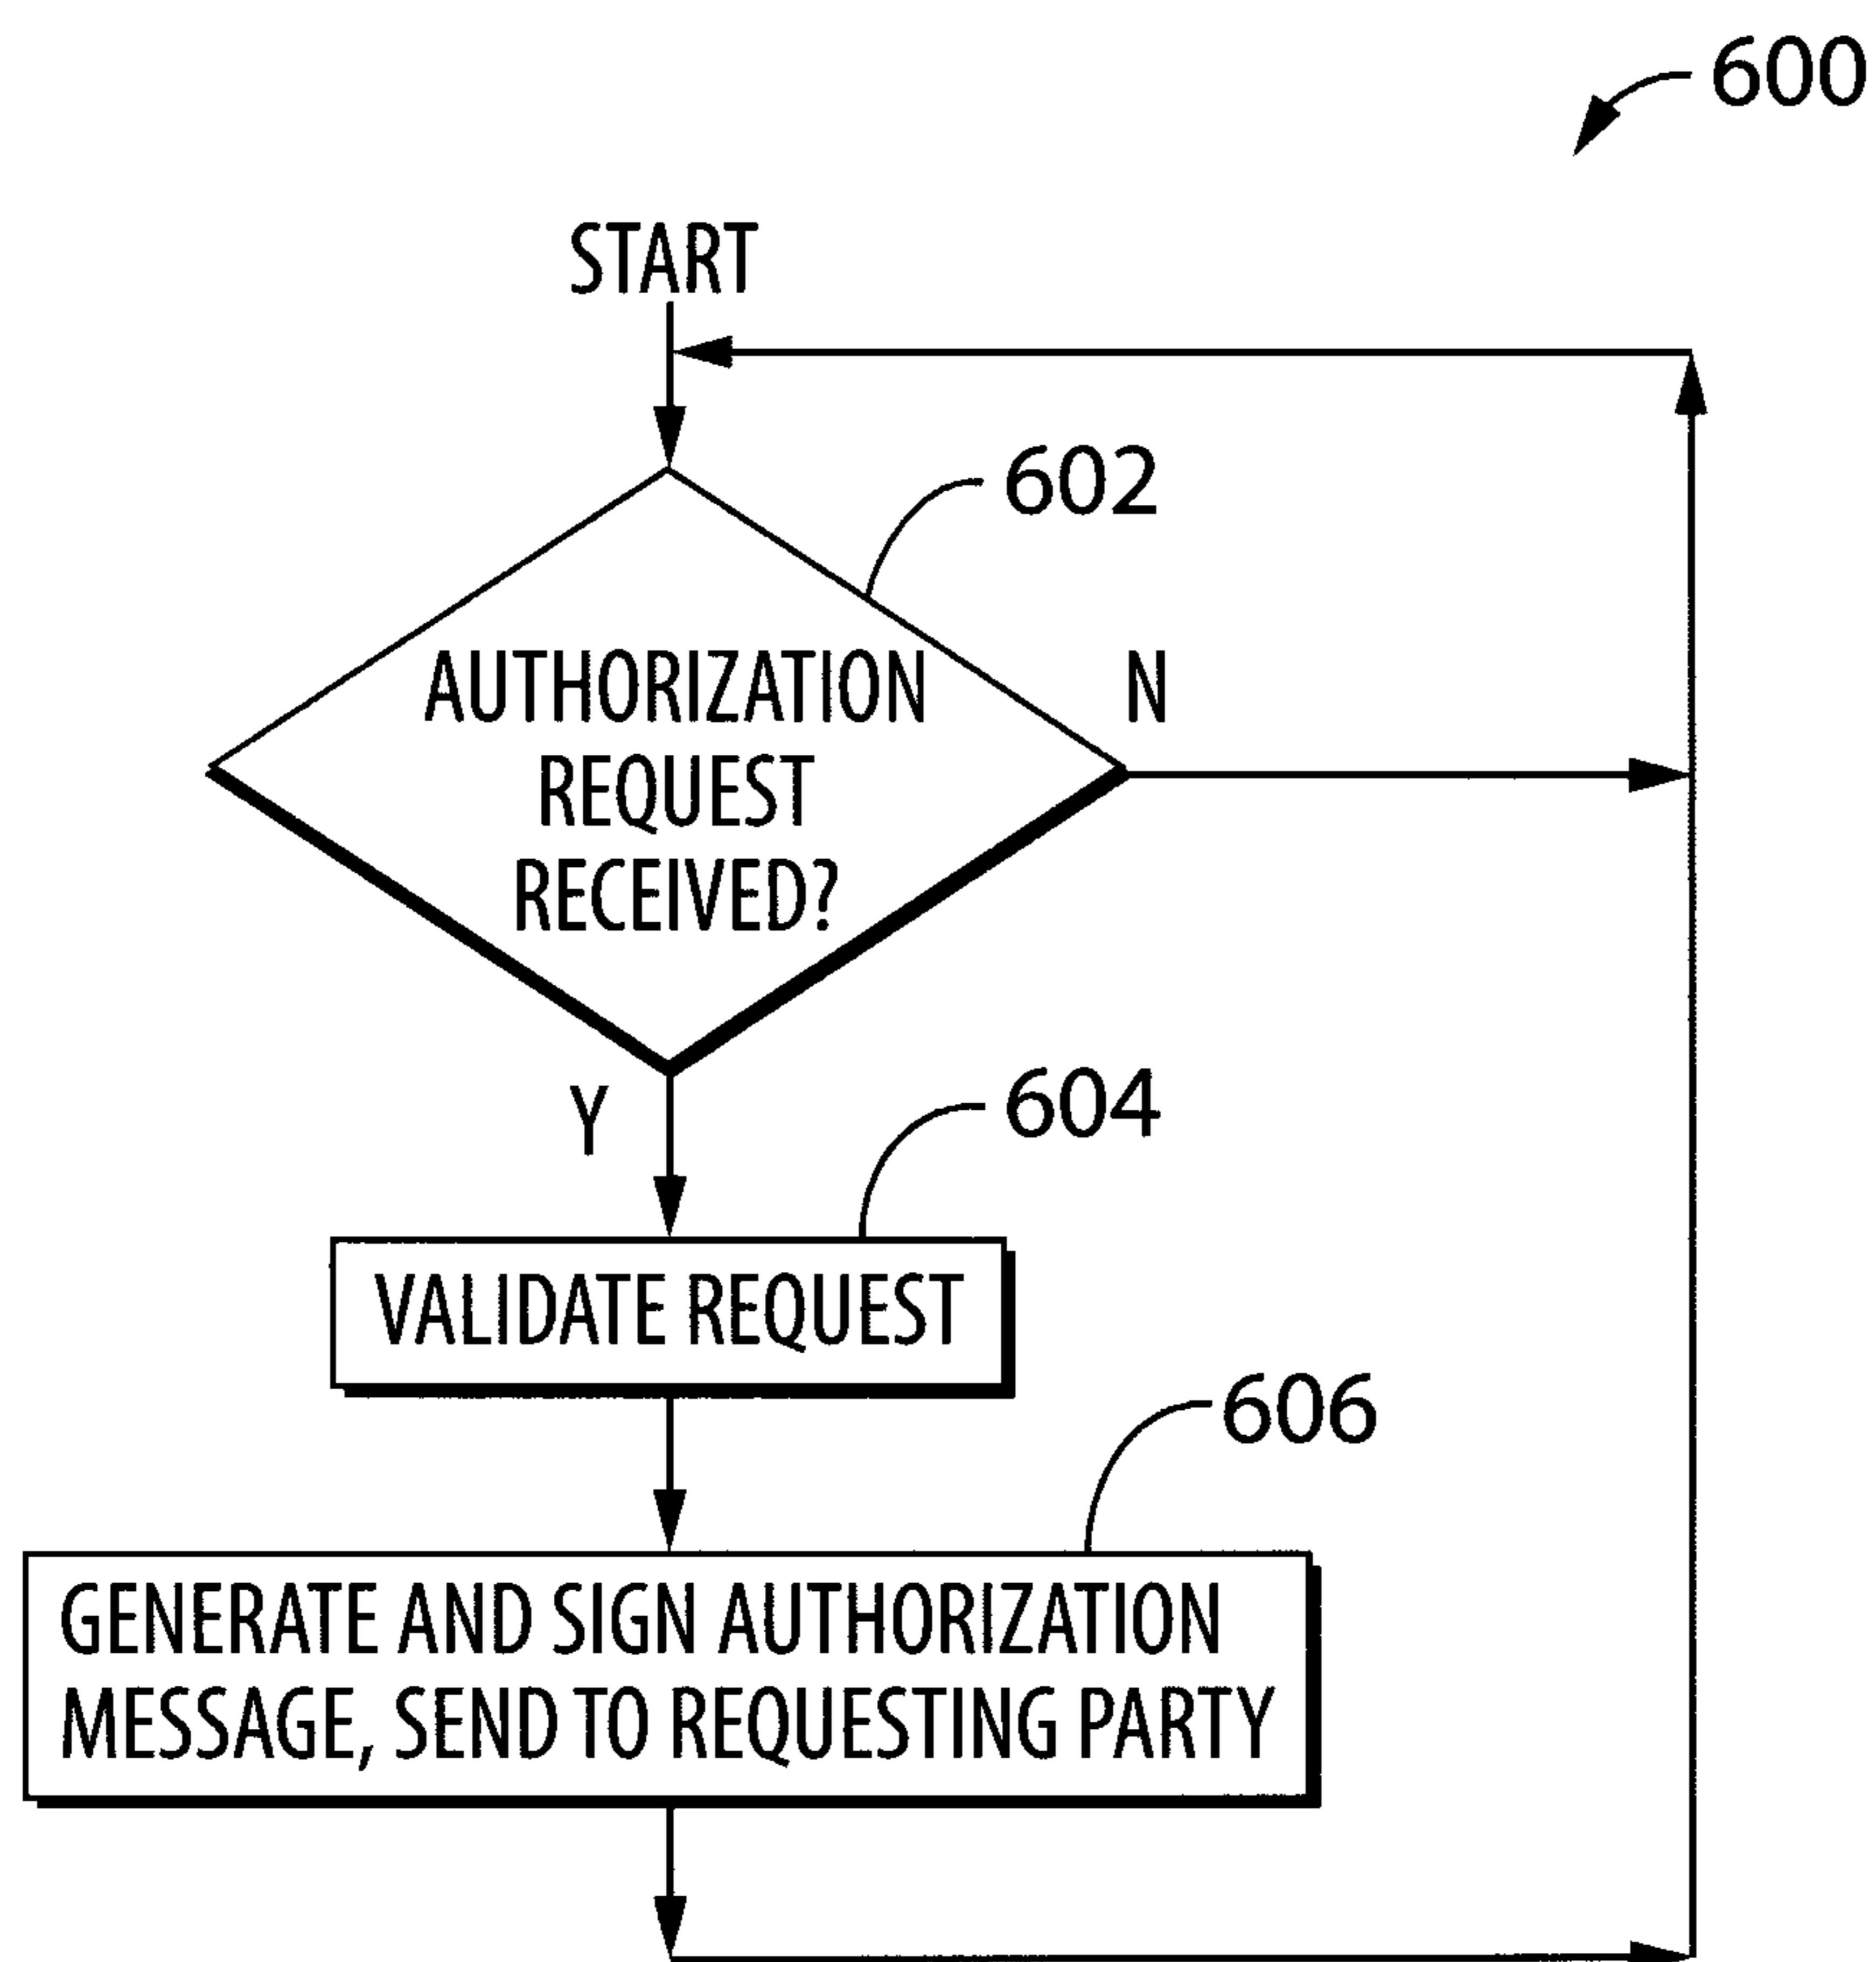 600
START
602
AUTHORIZATION
REQUEST
RECEIVED?
N
Y
604
VALIDATE REQUEST
606
GENERATE AND SIGN AUTHORIZATION
MESSAGE, SEND TO REQUESTING PARTY